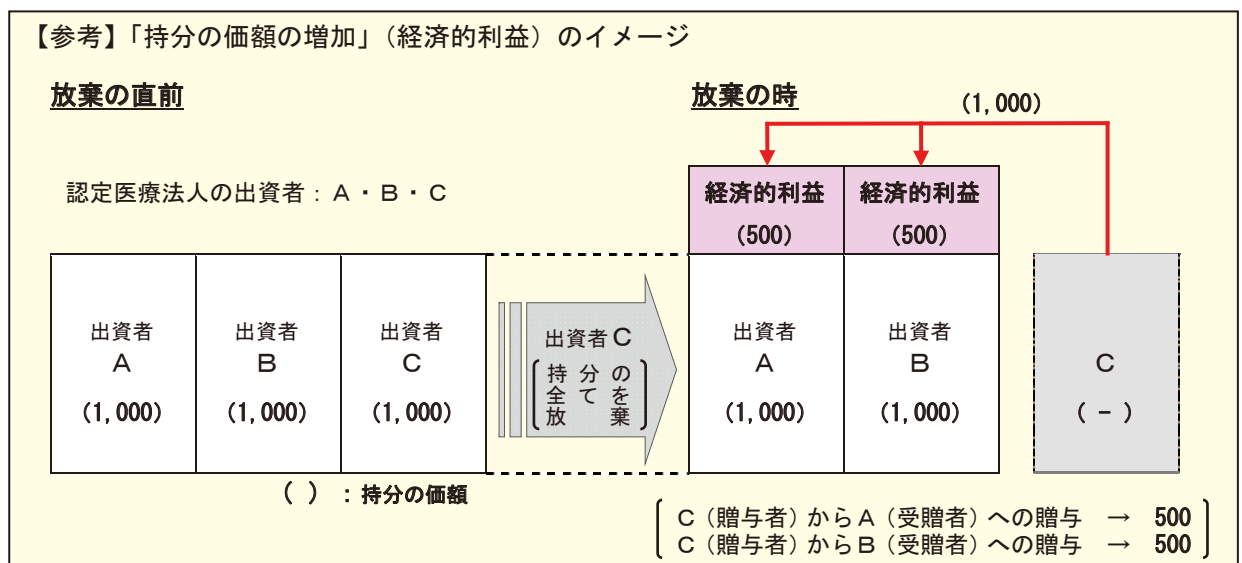 【参考】「持分の価額の増加」（経済的利益）のイメージ
放棄の直前
認定医療法人の出資者：Ａ・Ｂ・Ｃ
出資者
Ａ
(1,000)
出資者
Ｂ
(1,000)
出資者
Ｃ
(1,000)
(　) ：持分の価額
出資者Ｃ
持分の
全てを
放棄
放棄の時
(1,000)
経済的利益
(500)
経済的利益
(500)
出資者
Ａ
(1,000)
出資者
Ｂ
(1,000)
Ｃ
(－)
Ｃ（贈与者）からＡ（受贈者）への贈与　→　500
Ｃ（贈与者）からＢ（受贈者）への贈与　→　500